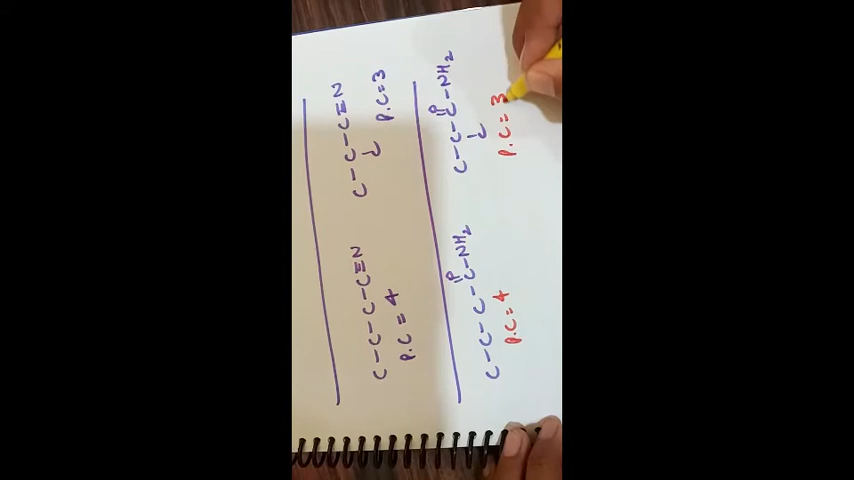 C-C-C-C≡N
P.C = 4
C-C-C≡N
C
P.C=3
O
C-C-C-C-NH₂
P.C=4
O
C-C-C-NH₂
C
P.C=3